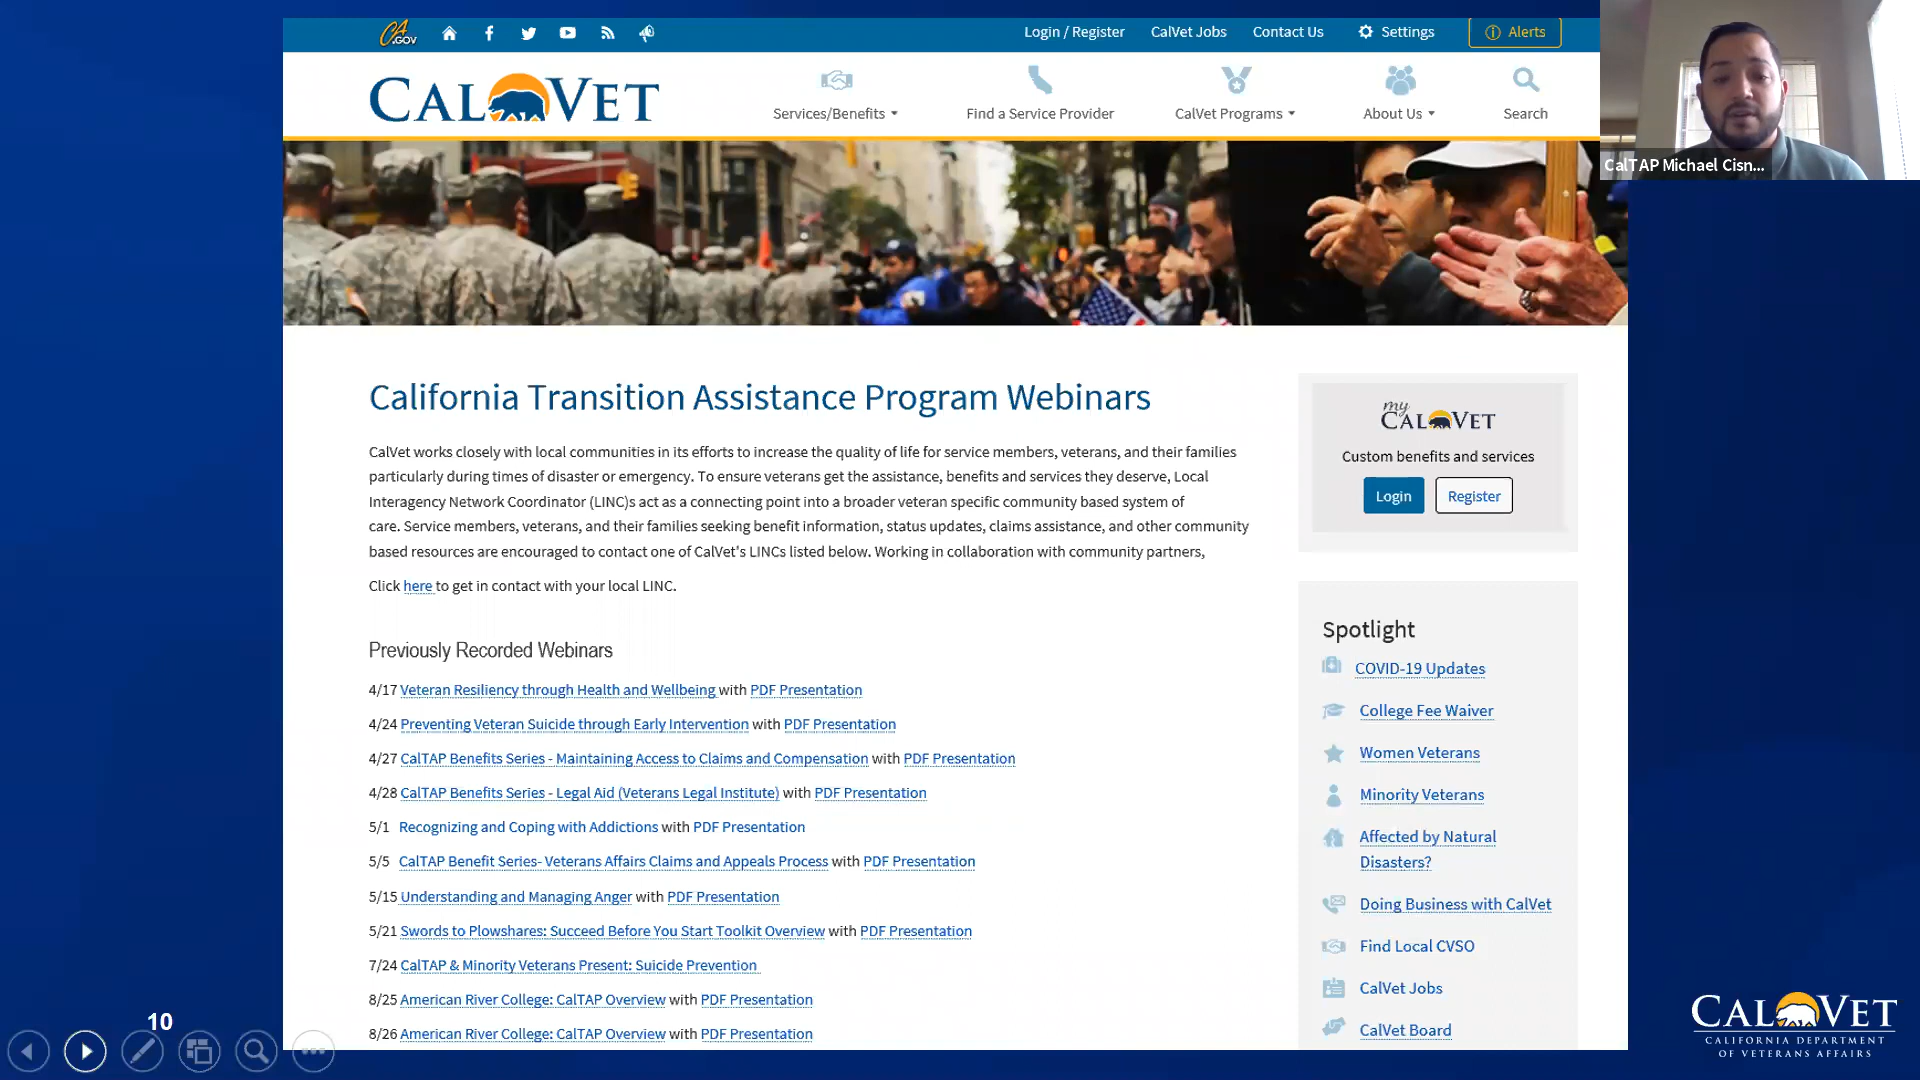 CA.GOV
Login / Register
CalVet Jobs
Contact Us
Settings
Alerts
CALVET
Services/Benefits
Find a Service Provider
CalVet Programs
About Us
Search
CalTAP Michael Cisn...
California Transition Assistance Program Webinars
CalVet works closely with local communities in its efforts to increase the quality of life for service members, veterans, and their families
particularly during times of disaster or emergency. To ensure veterans get the assistance, benefits and services they deserve, Local
Interagency Network Coordinator (LINC)s act as a connecting point into a broader veteran specific community based system of
care. Service members, veterans, and their families seeking benefit information, status updates, claims assistance, and other community
based resources are encouraged to contact one of CalVet's LINCs listed below. Working in collaboration with community partners,
Click here to get in contact with your local LINC.
Previously Recorded Webinars
4/17 Veteran Resiliency through Health and Wellbeing with PDF Presentation
4/24 Preventing Veteran Suicide through Early Intervention with PDF Presentation
4/27 CalTAP Benefits Series - Maintaining Access to Claims and Compensation with PDF Presentation
4/28 CalTAP Benefits Series - Legal Aid (Veterans Legal Institute) with PDF Presentation
5/1 Recognizing and Coping with Addictions with PDF Presentation
5/5 CalTAP Benefit Series- Veterans Affairs Claims and Appeals Process with PDF Presentation
5/15 Understanding and Managing Anger with PDF Presentation
5/21 Swords to Plowshares: Succeed Before You Start Toolkit Overview with PDF Presentation
7/24 CalTAP & Minority Veterans Present: Suicide Prevention
8/25 American River College: CalTAP Overview with PDF Presentation
8/26 American River College: CalTAP Overview with PDF Presentation
my
CALVET
Custom benefits and services
Login
Register
Spotlight
COVID-19 Updates
College Fee Waiver
Women Veterans
Minority Veterans
Affected by Natural
Disasters?
Doing Business with CalVet
Find Local CVSO
CalVet Jobs
CalVet Board
10
CALVET
CALIFORNIA DEPARTMENT
OF VETERANS AFFAIRS